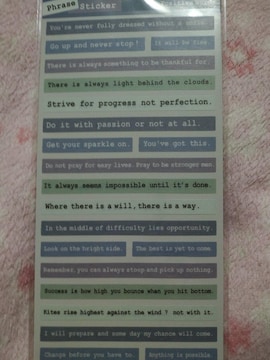 Phrase Sticker
You've never fully dressed without a smile.
Go up and never stop!
It will be fine.
There is always something to be thankful for.
There is always light behind the clouds.
Strive for progress not perfection.
Do it with passion or not at all.
Get your sparkle on.
You've got this.
Do not pray for easy lives. Pray to be stronger men.
It always seems impossible until it's done.
Where there is a will, there is a way.
In the middle of difficulty lies opportunity.
Look on the bright side.
The best is yet to come
Remember, you can always stoop and pick up nothing.
Success is how high you bounce when you hit bottom.
Kites rise highest against the wind ? not with it.
I will prepare and some day my chance will come.
Change before you have to.
Anything is possible.